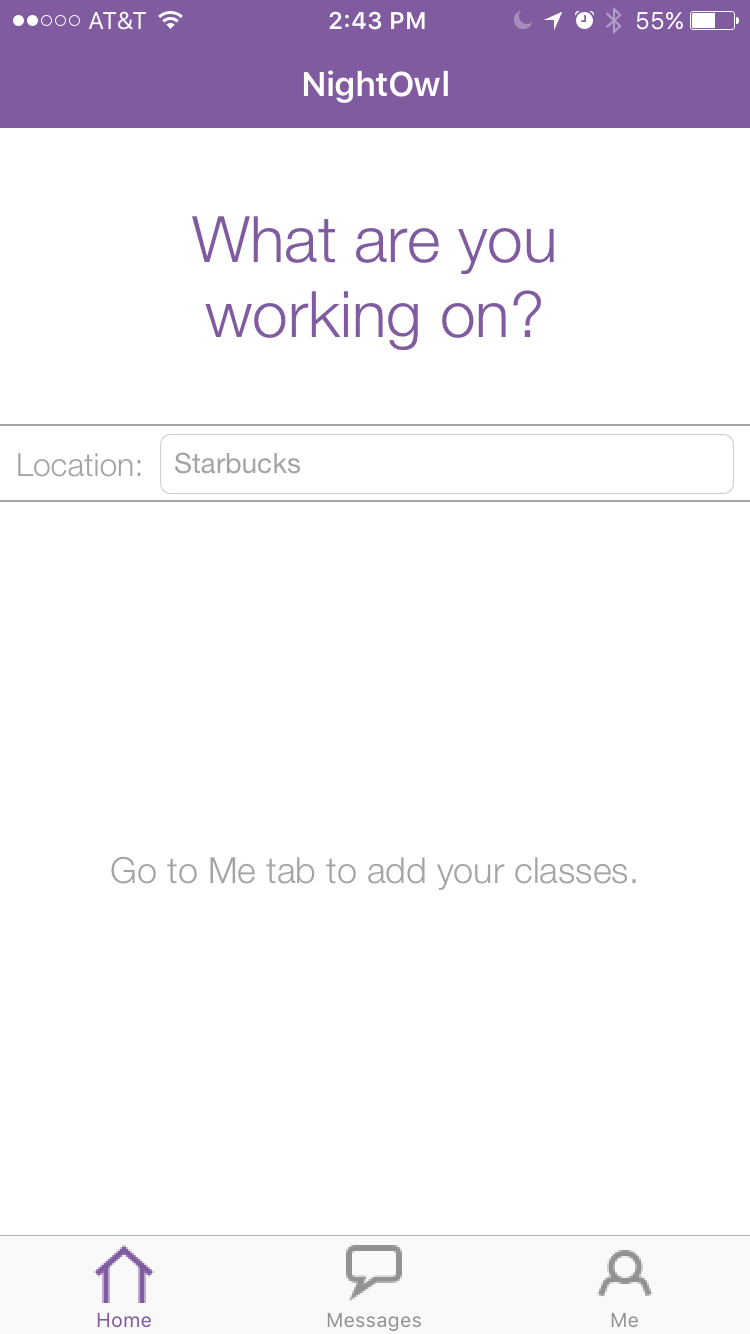 AT&T 2:43 PM 55%
NightOwl
What are you
working on?
Location: Starbucks
Go to Me tab to add your classes.
Home Messages Me